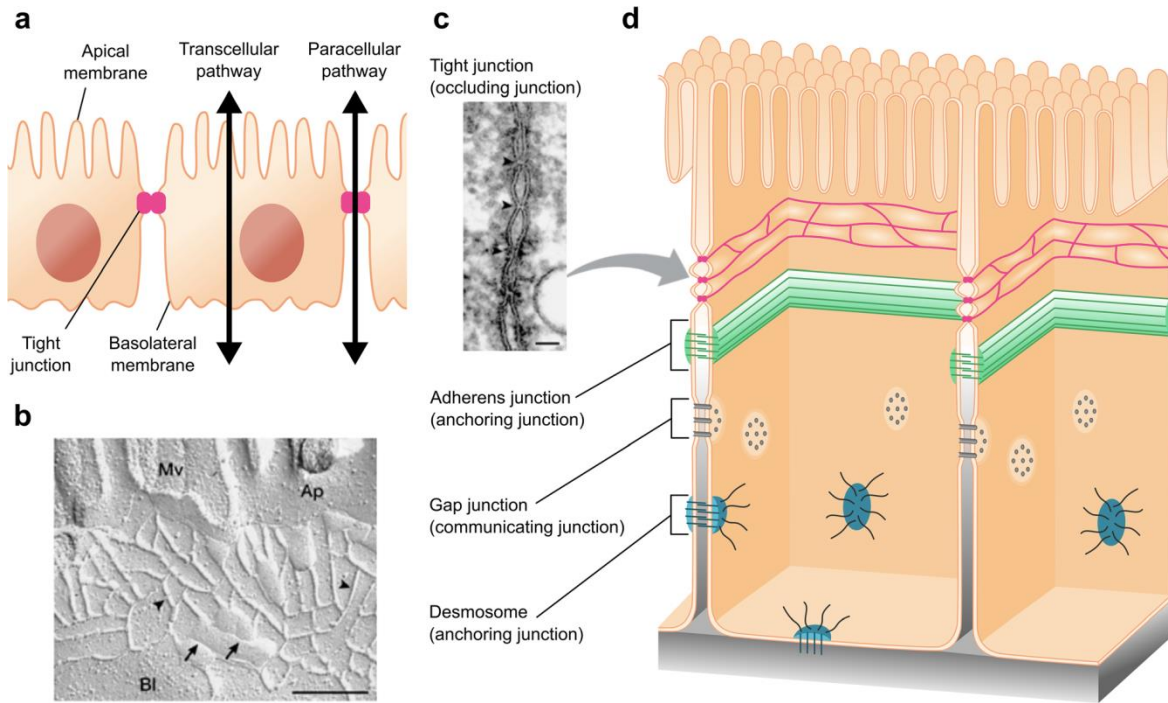 a
Apical
membrane
Transcellular
pathway
Paracellular
pathway
Tight
junction
Basolateral
membrane
b
Mv
Ap
Bl
c
Tight junction
(occluding junction)
Adherens junction
(anchoring junction)
Gap junction
(communicating junction)
Desmosome
(anchoring junction)
d